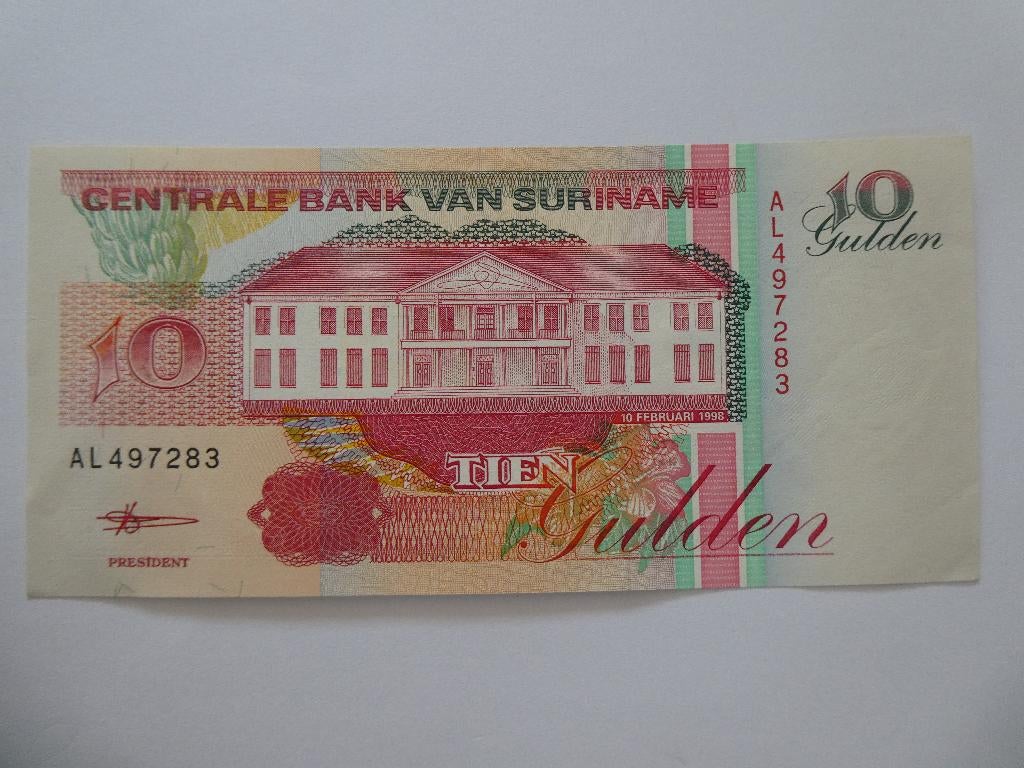 CENTRALE BANK VAN SURINAME
10
Gulden
AL497283
10
10 FEBRUARI 1998
AL497283
TIEN
Gulden
PRESIDENT